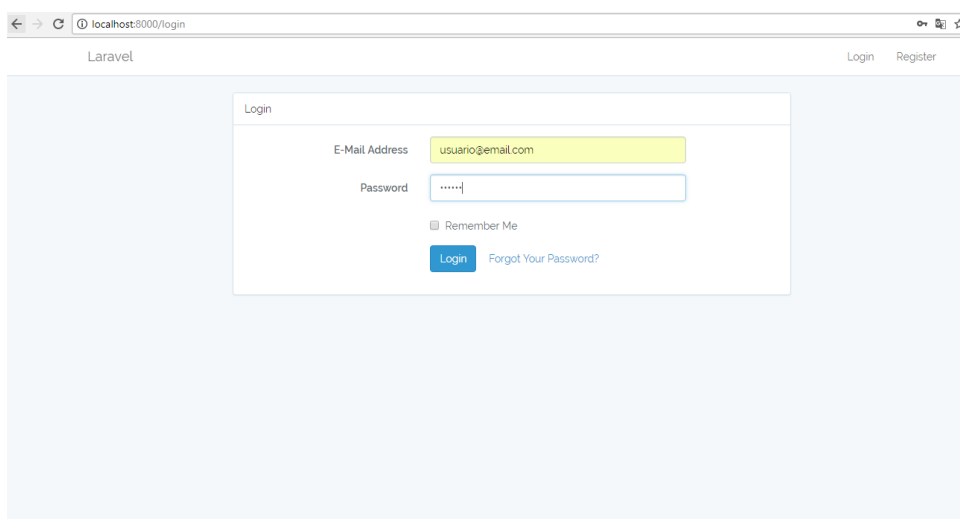 localhost:8000/login
Laravel
Login Register
Login
E-Mail Address usuario@email.com
Password ······
Remember Me
Login Forgot Your Password?